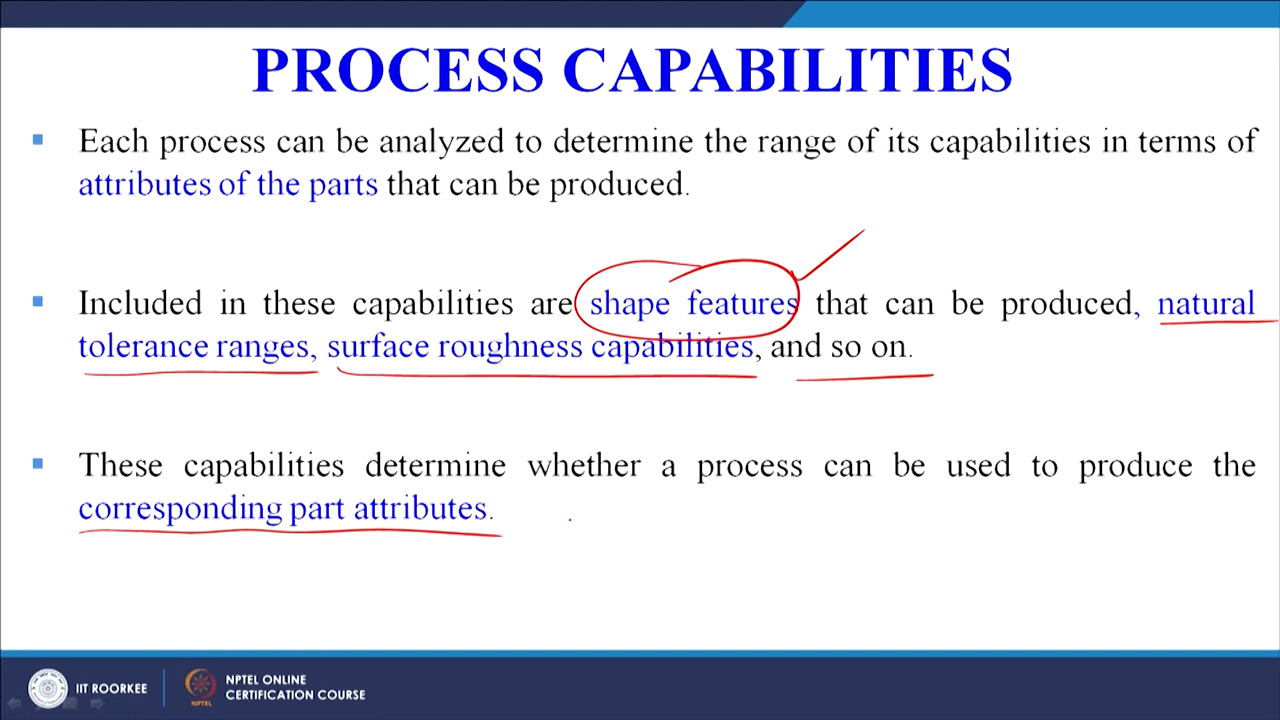 PROCESS CAPABILITIES
Each process can be analyzed to determine the range of its capabilities in terms of
attributes of the parts that can be produced.
Included in these capabilities are shape features that can be produced, natural
tolerance ranges, surface roughness capabilities, and so on.
These capabilities determine whether a process can be used to produce the
corresponding part attributes.
IIT ROORKEE
NPTEL
NPTEL ONLINE
CERTIFICATION COURSE